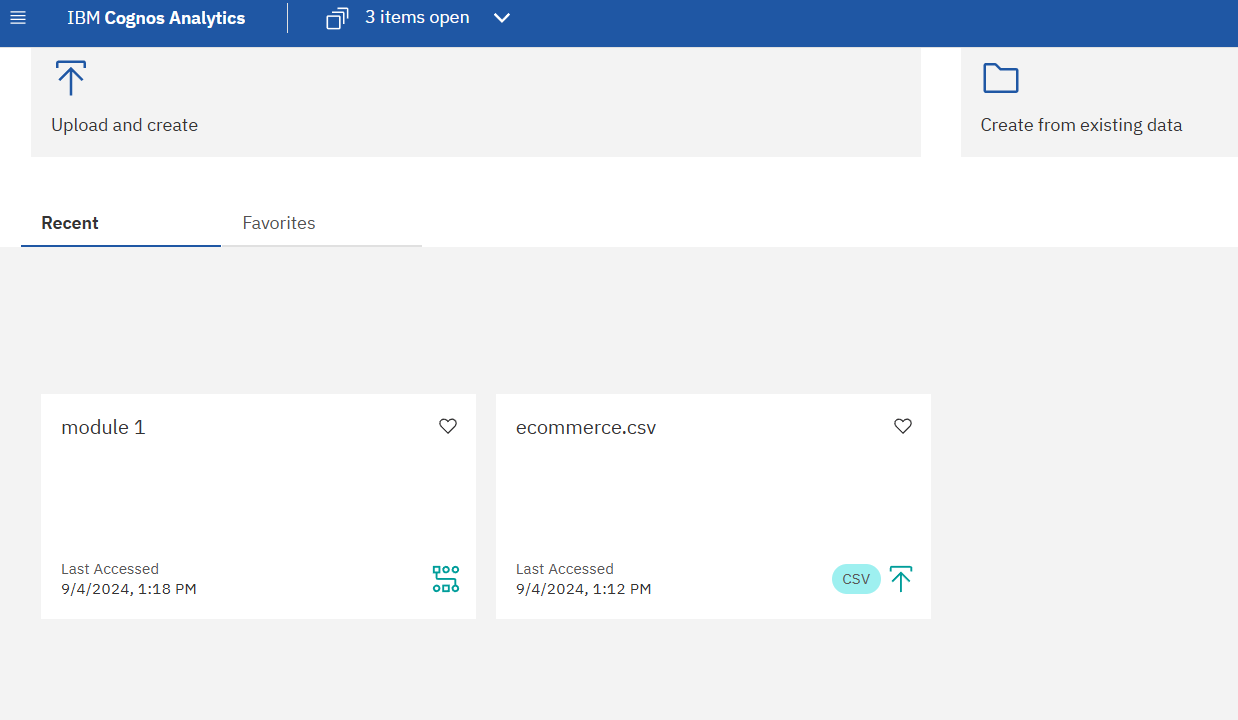 IBM Cognos Analytics
3 items open
Upload and create
Create from existing data
Recent
Favorites
module 1
Last Accessed
9/4/2024, 1:18 PM
ecommerce.csv
Last Accessed
9/4/2024, 1:12 PM
CSV